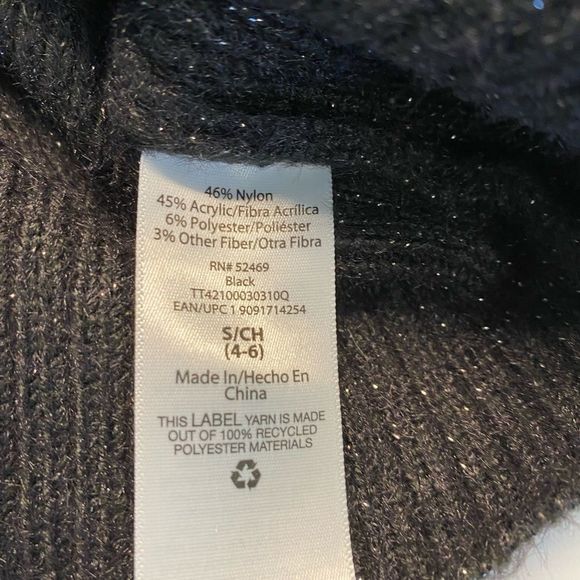 46% Nylon
45% Acrylic/Fibra Acrílica
6% Polyester/Poliéster
3% Other Fiber/Otra Fibra
RN# 52469
Black
TT42100030310Q
EAN/UPC 1 9091714254
S/CH
(4-6)
Made In/Hecho En
China
THIS LABEL YARN IS MADE
OUT OF 100% RECYCLED
POLYESTER MATERIALS